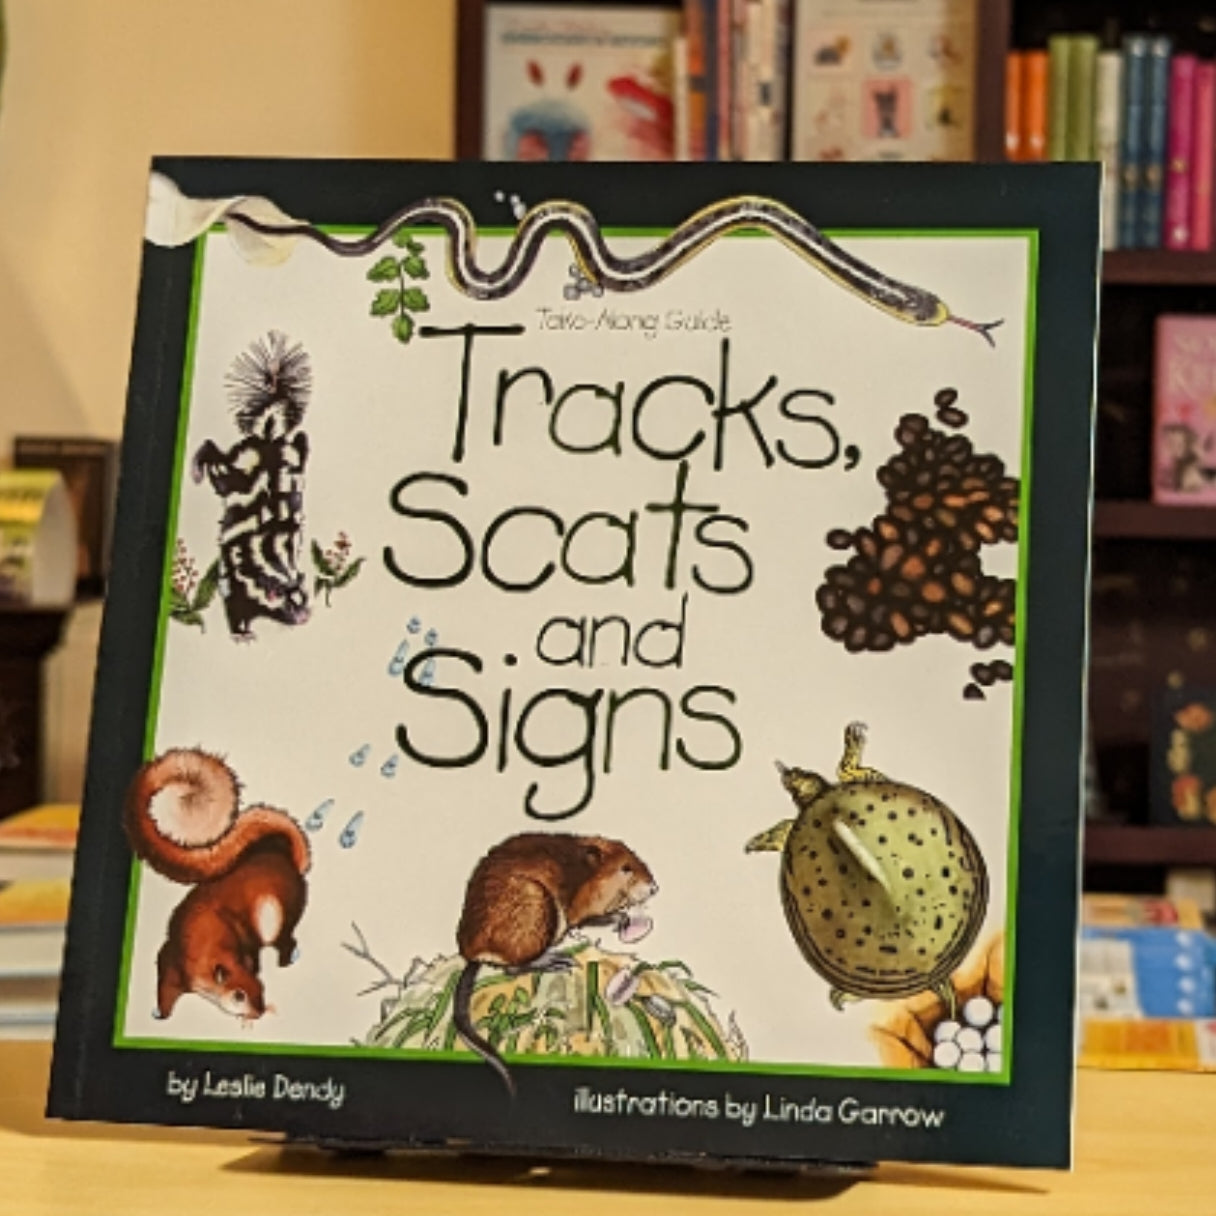 Take-Along Guide
Tracks,
Scats
and
Signs
by Leslie Dendy
illustrations by Linda Garrow